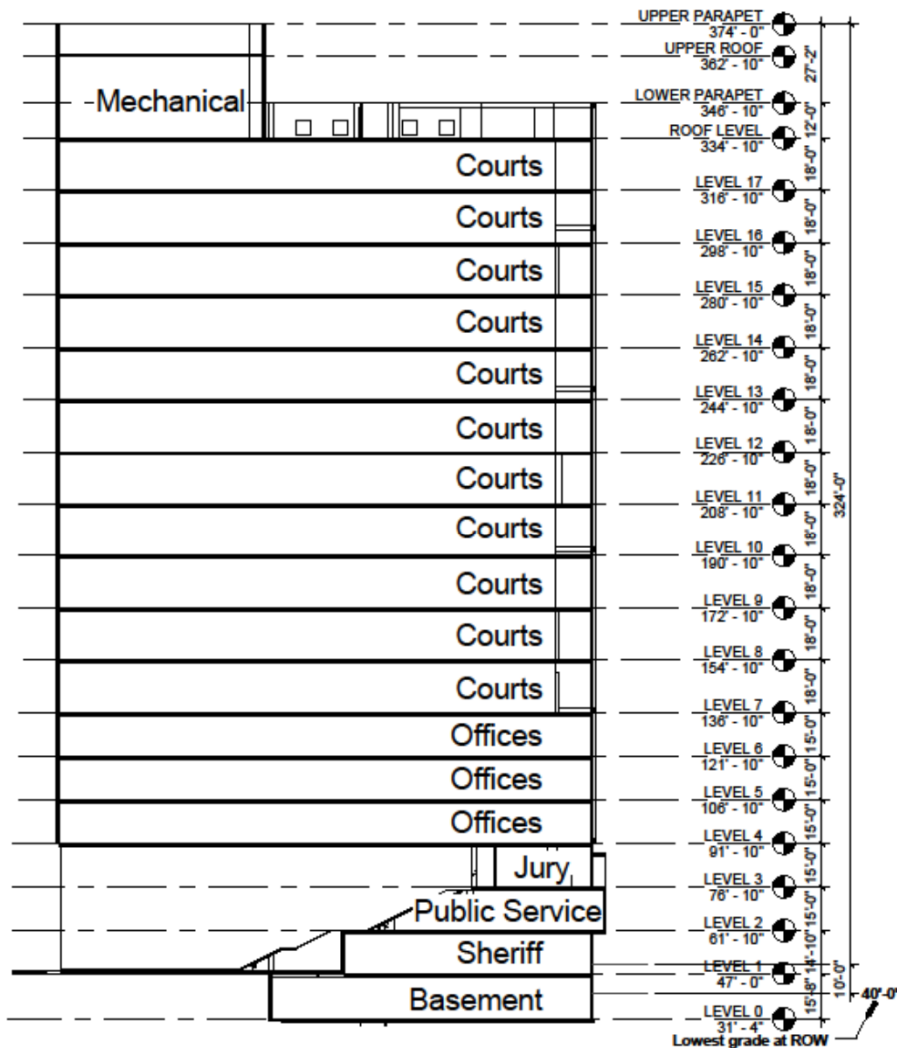 UPPER PARAPET
374' - 0"
UPPER ROOF
362' - 10"
27'-2"
Mechanical
LOWER PARAPET
346' - 10"
12'-0"
ROOF LEVEL
334' - 10"
Courts
18'-0"
LEVEL 17
316' - 10"
Courts
18'-0"
LEVEL 16
298' - 10"
Courts
18'-0"
LEVEL 15
280' - 10"
Courts
18'-0"
LEVEL 14
262' - 10"
Courts
18'-0"
LEVEL 13
244' - 10"
Courts
18'-0"
LEVEL 12
226' - 10"
Courts
18'-0"
LEVEL 11
208' - 10"
324'-0"
Courts
18'-0"
LEVEL 10
190' - 10"
Courts
18'-0"
LEVEL 9
172' - 10"
Courts
18'-0"
LEVEL 8
154' - 10"
Courts
18'-0"
LEVEL 7
136' - 10"
Offices
15'-0"
LEVEL 6
121' - 10"
Offices
15'-0"
LEVEL 5
106' - 10"
Offices
15'-0"
LEVEL 4
91' - 10"
Jury
15'-0"
LEVEL 3
76' - 10"
Public Service
15'-0"
LEVEL 2
61' - 10"
Sheriff
14'-10"
LEVEL 1
47' - 0"
10'-0"
Basement
15'-8"
40'-0"
LEVEL 0
31' - 4"
Lowest grade at ROW